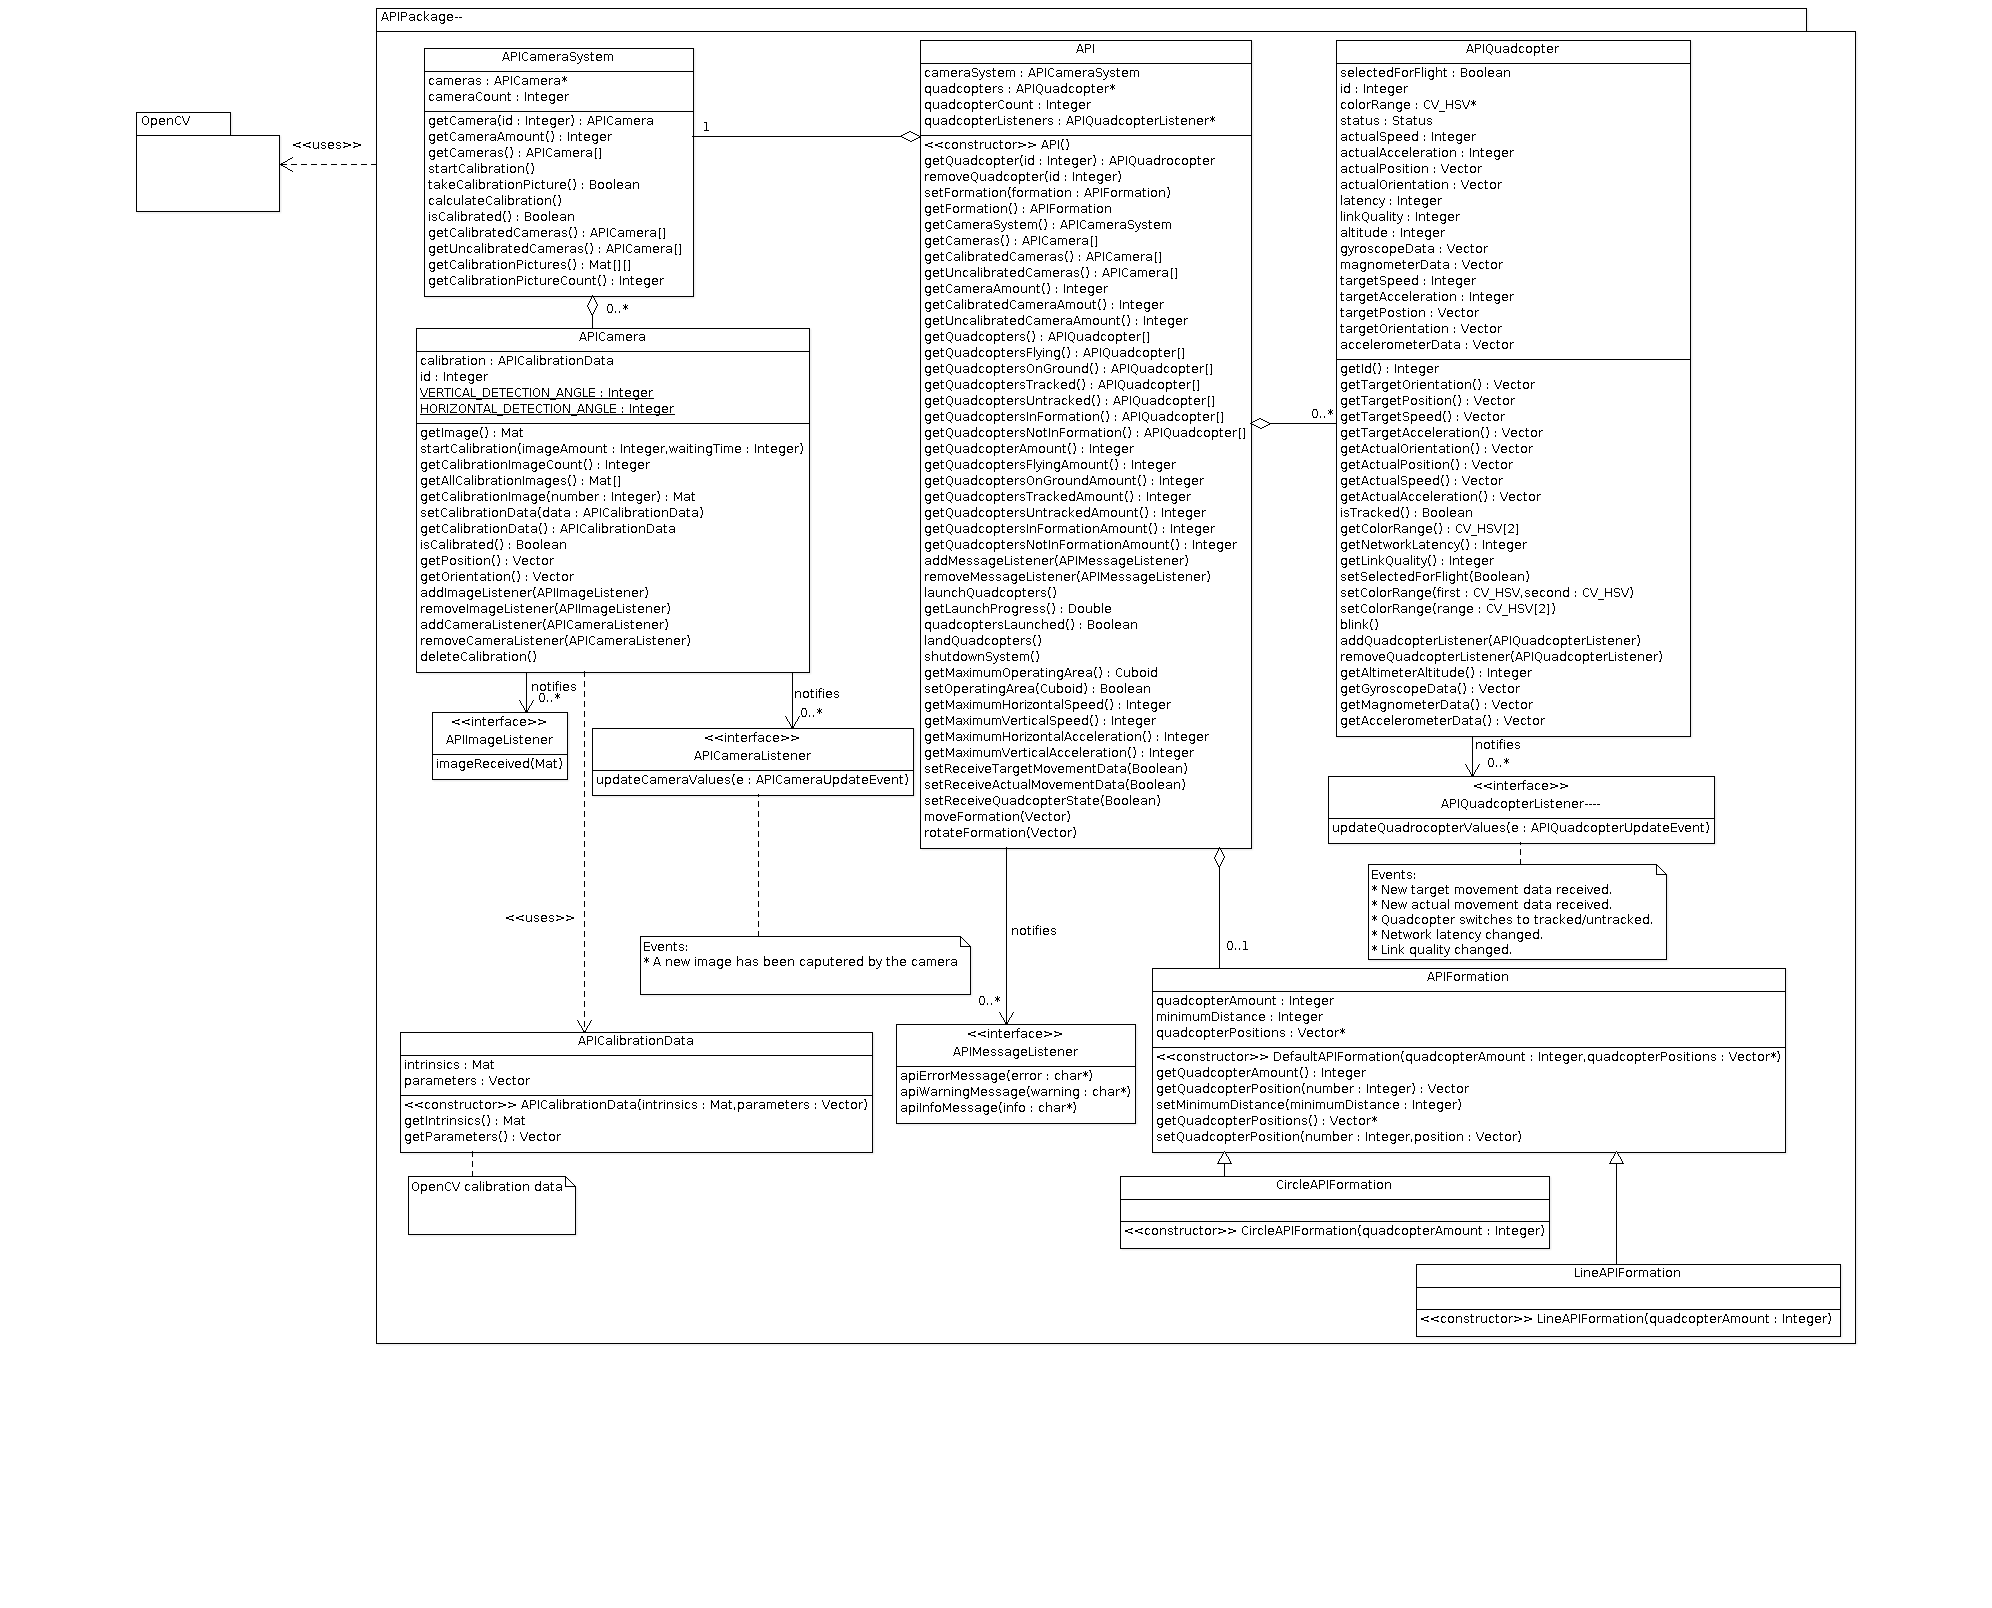 APIPackage--
OpenCV
<<uses>>
APICameraSystem
cameras : APICamera*
cameraCount : Integer
getCamera(id : Integer) : APICamera
getCameraAmount() : Integer
getCameras() : APICamera[]
startCalibration()
takeCalibrationPicture() : Boolean
calculateCalibration()
isCalibrated() : Boolean
getCalibratedCameras() : APICamera[]
getUncalibratedCameras() : APICamera[]
getCalibrationPictures() : Mat[][]
getCalibrationPictureCount() : Integer
1
0..*
APICamera
calibration : APICalibrationData
id : Integer
VERTICAL_DETECTION_ANGLE : Integer
HORIZONTAL_DETECTION_ANGLE : Integer
getImage() : Mat
startCalibration(imageAmount : Integer,waitingTime : Integer)
getCalibrationImageCount() : Integer
getAllCalibrationImages() : Mat[]
getCalibrationImage(number : Integer) : Mat
setCalibrationData(data : APICalibrationData)
getCalibrationData() : APICalibrationData
isCalibrated() : Boolean
getPosition() : Vector
getOrientation() : Vector
addImageListener(APIImageListener)
removeImageListener(APIImageListener)
addCameraListener(APICameraListener)
removeCameraListener(APICameraListener)
deleteCalibration()
notifies
0..*
<<interface>>
APIImageListener
imageReceived(Mat)
notifies
0..*
<<interface>>
APICameraListener
updateCameraValues(e : APICameraUpdateEvent)
<<uses>>
Events:
* A new image has been caputered by the camera
APICalibrationData
intrinsics : Mat
parameters : Vector
<<constructor>> APICalibrationData(intrinsics : Mat,parameters : Vector)
getIntrinsics() : Mat
getParameters() : Vector
OpenCV calibration data
API
cameraSystem : APICameraSystem
quadcopters : APIQuadcopter*
quadcopterCount : Integer
quadcopterListeners : APIQuadcopterListener*
<<constructor>> API()
getQuadcopter(id : Integer) : APIQuadrocopter
removeQuadcopter(id : Integer)
setFormation(formation : APIFormation)
getFormation() : APIFormation
getCameraSystem() : APICameraSystem
getCameras() : APICamera[]
getCalibratedCameras() : APICamera[]
getUncalibratedCameras() : APICamera[]
getCameraAmount() : Integer
getCalibratedCameraAmout() : Integer
getUncalibratedCameraAmount() : Integer
getQuadcopters() : APIQuadcopter[]
getQuadcoptersFlying() : APIQuadcopter[]
getQuadcoptersOnGround() : APIQuadcopter[]
getQuadcoptersTracked() : APIQuadcopter[]
getQuadcoptersUntracked() : APIQuadcopter[]
getQuadcoptersInFormation() : APIQuadcopter[]
getQuadcoptersNotInFormation() : APIQuadcopter[]
getQuadcopterAmount() : Integer
getQuadcoptersFlyingAmount() : Integer
getQuadcoptersOnGroundAmount() : Integer
getQuadcoptersTrackedAmount() : Integer
getQuadcoptersUntrackedAmount() : Integer
getQuadcoptersInFormationAmount() : Integer
getQuadcoptersNotInFormationAmount() : Integer
addMessageListener(APIMessageListener)
removeMessageListener(APIMessageListener)
launchQuadcopters()
getLaunchProgress() : Double
quadcoptersLaunched() : Boolean
landQuadcopters()
shutdownSystem()
getMaximumOperatingArea() : Cuboid
setOperatingArea(Cuboid) : Boolean
getMaximumHorizontalSpeed() : Integer
getMaximumVerticalSpeed() : Integer
getMaximumHorizontalAcceleration() : Integer
getMaximumVerticalAcceleration() : Integer
setReceiveTargetMovementData(Boolean)
setReceiveActualMovementData(Boolean)
setReceiveQuadcopterState(Boolean)
moveFormation(Vector)
rotateFormation(Vector)
notifies
0..*
<<interface>>
APIMessageListener
apiErrorMessage(error : char*)
apiWarningMessage(warning : char*)
apiInfoMessage(info : char*)
0..*
APIQuadcopter
selectedForFlight : Boolean
id : Integer
colorRange : CV_HSV*
status : Status
actualSpeed : Integer
actualAcceleration : Integer
actualPosition : Vector
actualOrientation : Vector
latency : Integer
linkQuality : Integer
altitude : Integer
gyroscopeData : Vector
magnometerData : Vector
targetSpeed : Integer
targetAcceleration : Integer
targetPostion : Vector
targetOrientation : Vector
accelerometerData : Vector
getId() : Integer
getTargetOrientation() : Vector
getTargetPosition() : Vector
getTargetSpeed() : Vector
getTargetAcceleration() : Vector
getActualOrientation() : Vector
getActualPosition() : Vector
getActualSpeed() : Vector
getActualAcceleration() : Vector
isTracked() : Boolean
getColorRange() : CV_HSV[2]
getNetworkLatency() : Integer
getLinkQuality() : Integer
setSelectedForFlight(Boolean)
setColorRange(first : CV_HSV,second : CV_HSV)
setColorRange(range : CV_HSV[2])
blink()
addQuadcopterListener(APIQuadcopterListener)
removeQuadcopterListener(APIQuadcopterListener)
getAltimeterAltitude() : Integer
getGyroscopeData() : Vector
getMagnometerData() : Vector
getAccelerometerData() : Vector
notifies
0..*
<<interface>>
APIQuadcopterListener----
updateQuadrocopterValues(e : APIQuadcopterUpdateEvent)
Events:
* New target movement data received.
* New actual movement data received.
* Quadcopter switches to tracked/untracked.
* Network latency changed.
* Link quality changed.
0..1
APIFormation
quadcopterAmount : Integer
minimumDistance : Integer
quadcopterPositions : Vector*
<<constructor>> DefaultAPIFormation(quadcopterAmount : Integer,quadcopterPositions : Vector*)
getQuadcopterAmount() : Integer
getQuadcopterPosition(number : Integer) : Vector
setMinimumDistance(minimumDistance : Integer)
getQuadcopterPositions() : Vector*
setQuadcopterPosition(number : Integer,position : Vector)
CircleAPIFormation
<<constructor>> CircleAPIFormation(quadcopterAmount : Integer)
LineAPIFormation
<<constructor>> LineAPIFormation(quadcopterAmount : Integer)